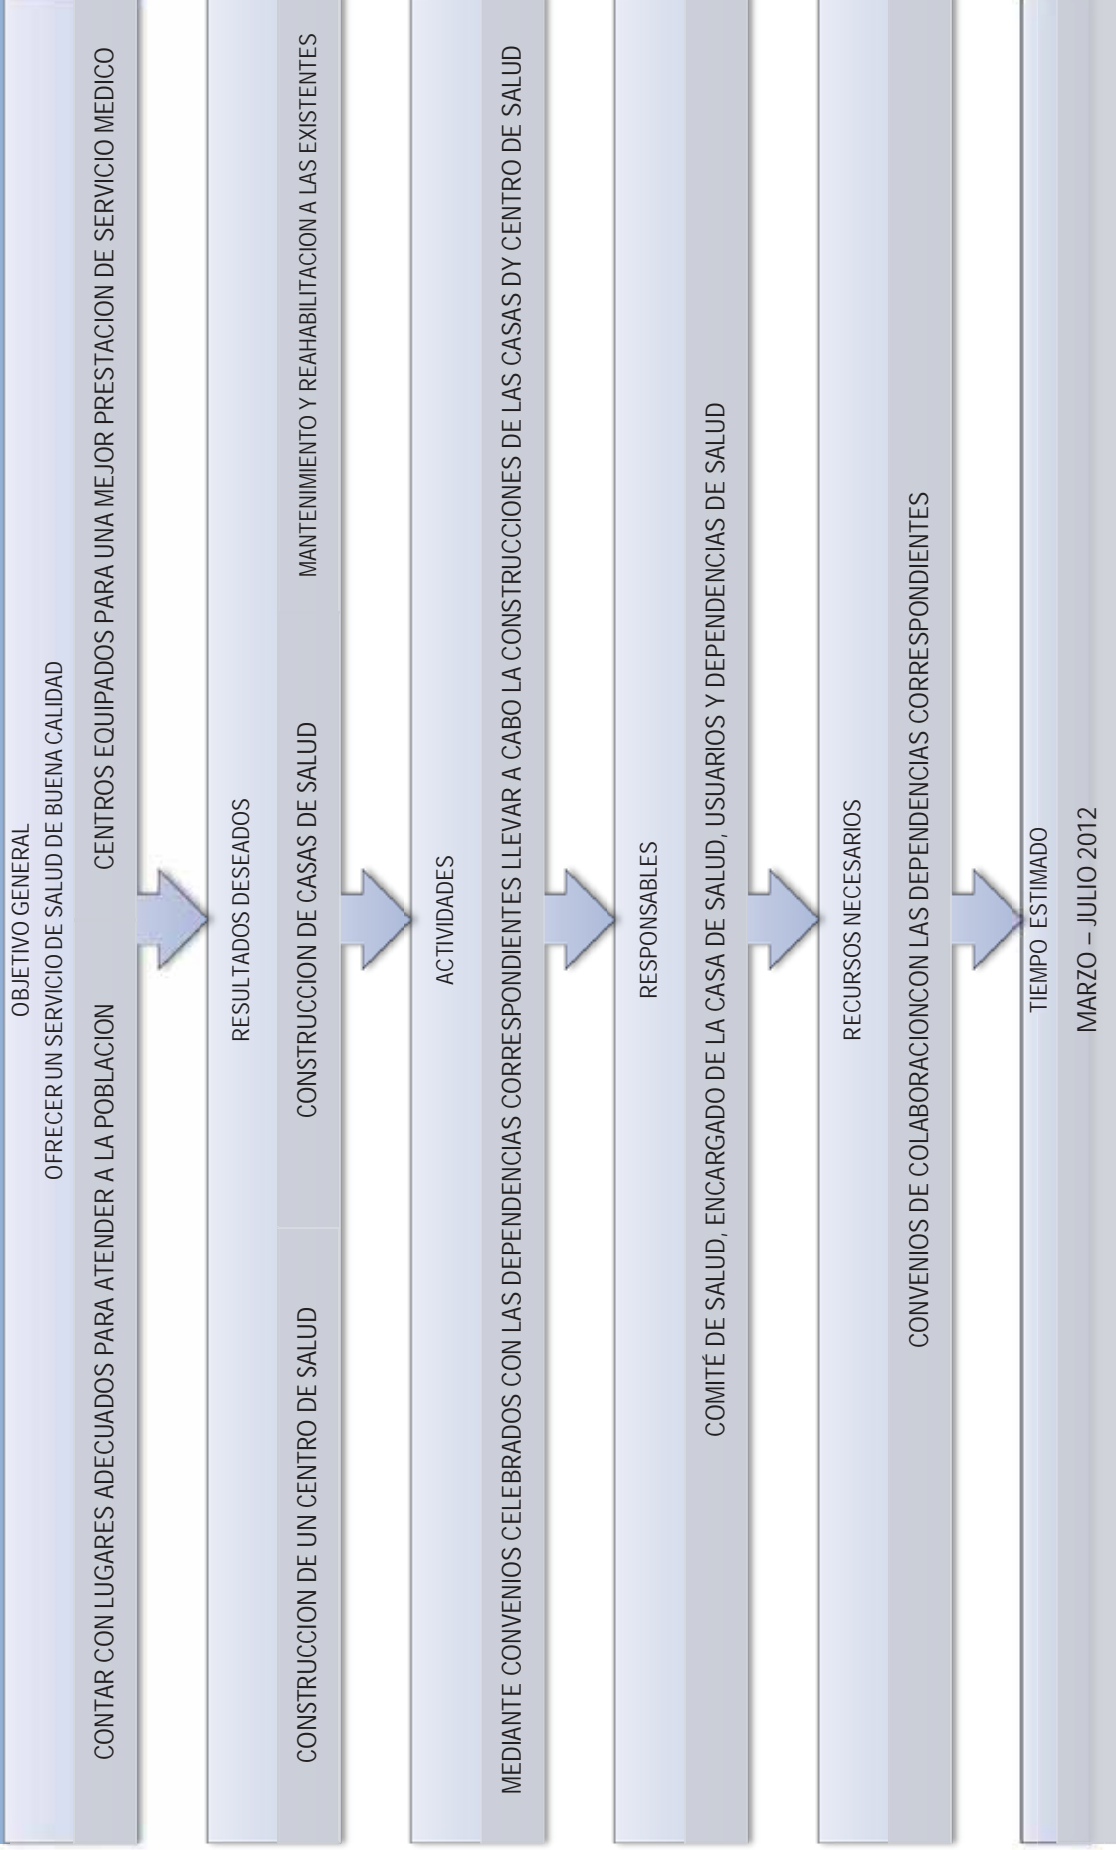 OBJETIVO GENERAL
OFRECER UN SERVICIO DE SALUD DE BUENA CALIDAD
CONTAR CON LUGARES ADECUADOS PARA ATENDER A LA POBLACION
CENTROS EQUIPADOS PARA UNA MEJOR PRESTACION DE SERVICIO MEDICO
RESULTADOS DESEADOS
CONSTRUCCION DE UN CENTRO DE SALUD
CONSTRUCCION DE CASAS DE SALUD
MANTENIMIENTO Y REAHABILITACION A LAS EXISTENTES
ACTIVIDADES
MEDIANTE CONVENIOS CELEBRADOS CON LAS DEPENDENCIAS CORRESPONDIENTES LLEVAR A CABO LA CONSTRUCCIONES DE LAS CASAS DY CENTRO DE SALUD
RESPONSABLES
COMITÉ DE SALUD, ENCARGADO DE LA CASA DE SALUD, USUARIOS Y DEPENDENCIAS DE SALUD
RECURSOS NECESARIOS
CONVENIOS DE COLABORACIONCON LAS DEPENDENCIAS CORRESPONDIENTES
TIEMPO ESTIMADO
MARZO – JULIO 2012